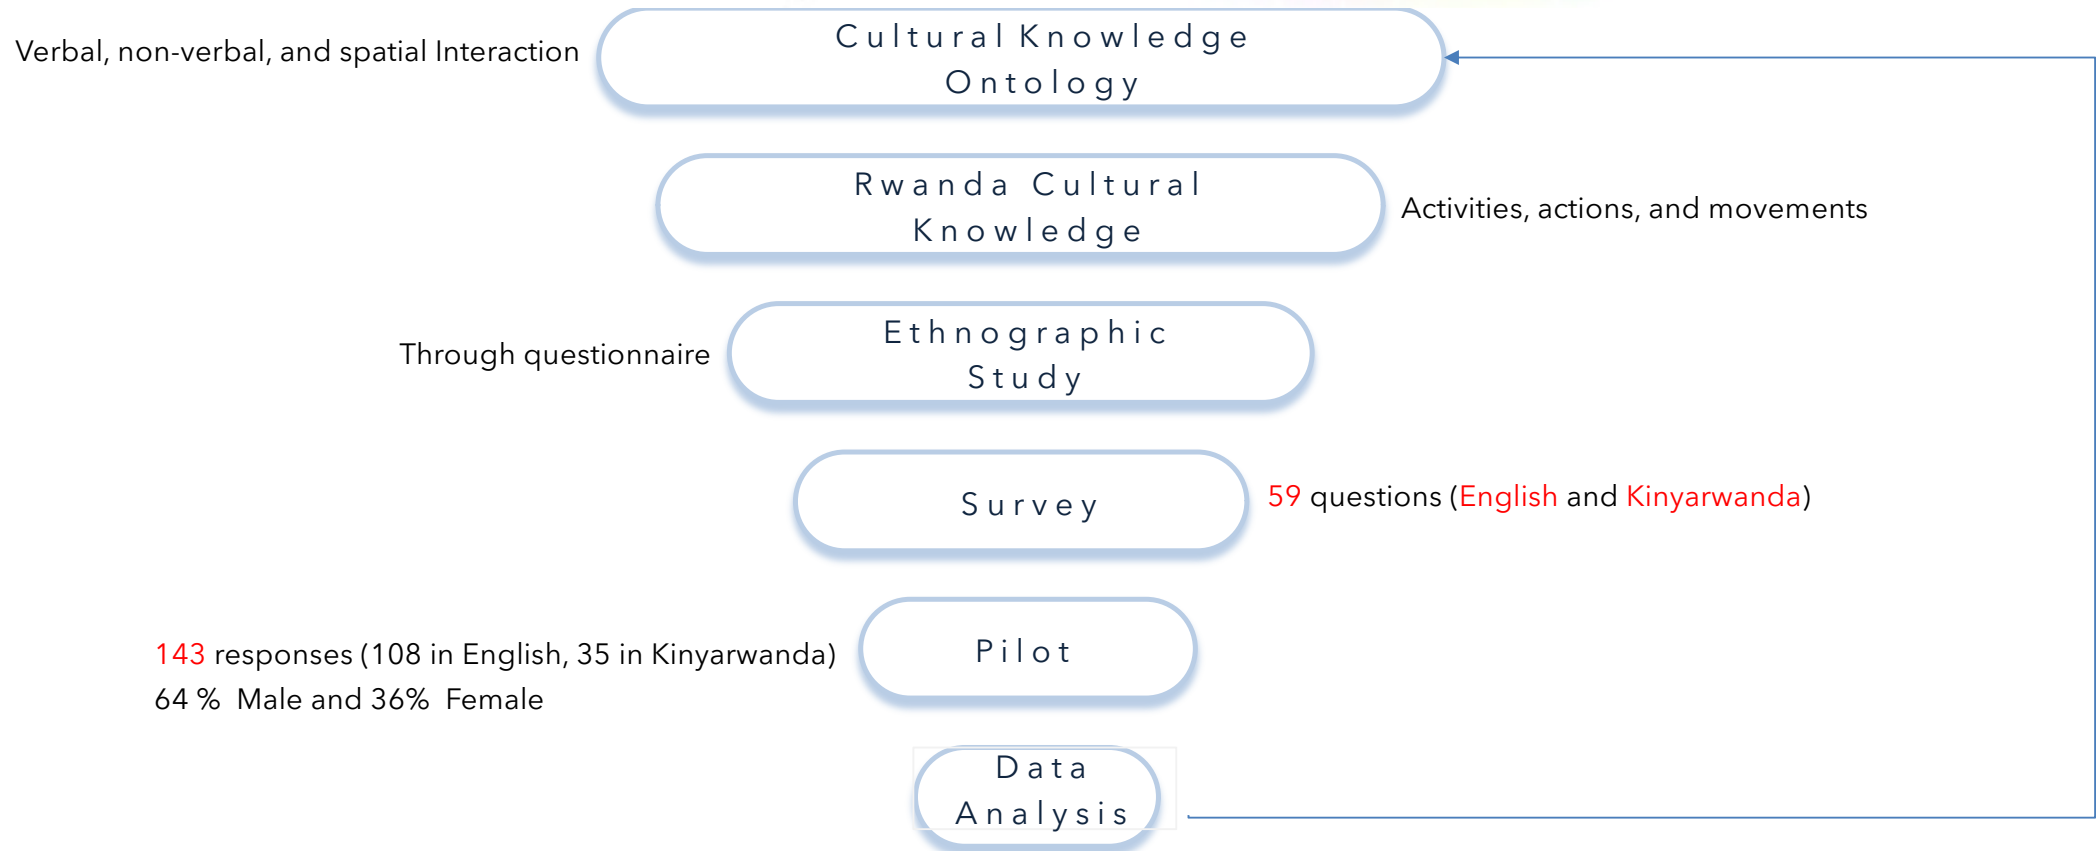 Verbal, non-verbal, and spatial Interaction
Cultural Knowledge
Ontology
Rwanda Cultural
Knowledge
Activities, actions, and movements
Through questionnaire
Ethnographic
Study
Survey
59 questions (English and Kinyarwanda)
143 responses (108 in English, 35 in Kinyarwanda)
64 % Male and 36% Female
Pilot
Data
Analysis